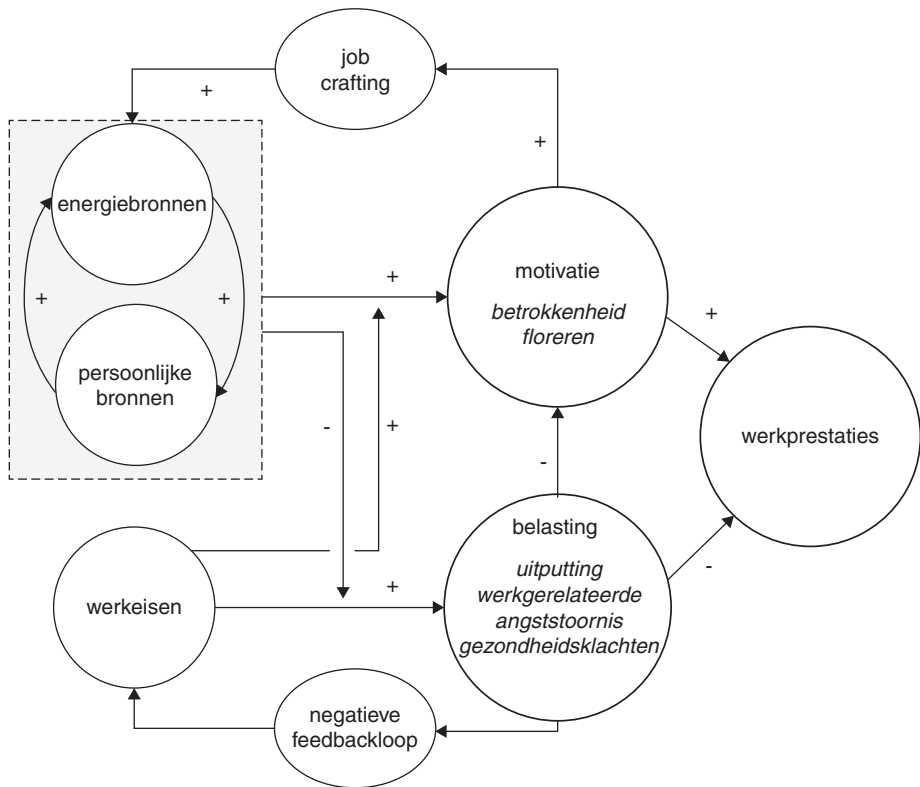 job
crafting
+
+
energiebronnen
+
+
+
persoonlijke
bronnen
motivatie
betrokkenheid
floreren
+
-
+
werkprestaties
-
-
werkeisen
+
belasting
uitputting
werkgerelateerde
angststoornis
gezondheidsklachten
negatieve
feedbackloop